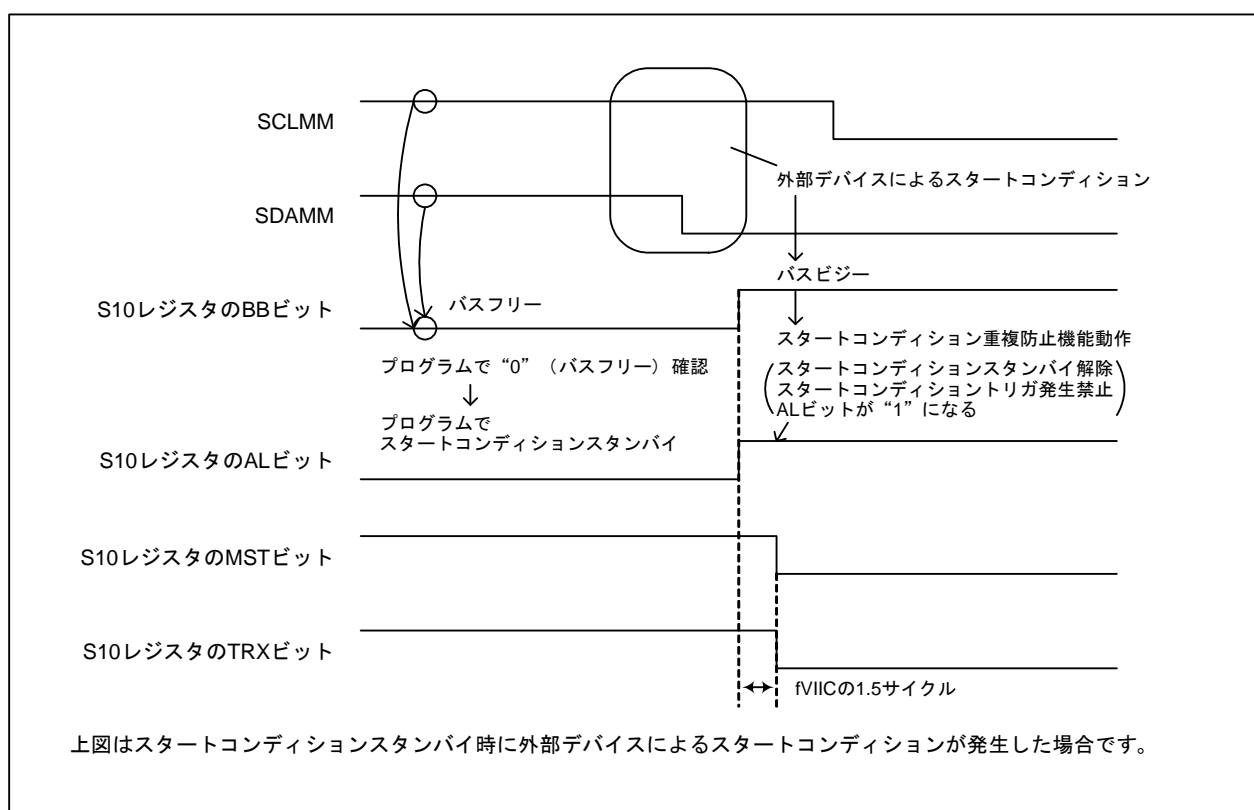 SCLMM
外部デバイスによるスタートコンディション
SDAMM
バスビジー
S10レジスタのBBビット
バスフリー
スタートコンディション重複防止機能動作
プログラムで“0”（バスフリー）確認
スタートコンディションスタンバイ解除
スタートコンディショントリガ発生禁止
ALビットが“1”になる
プログラムで
スタートコンディションスタンバイ
S10レジスタのALビット
S10レジスタのMSTビット
S10レジスタのTRXビット
fVIICの1.5サイクル
上図はスタートコンディションスタンバイ時に外部デバイスによるスタートコンディションが発生した場合です。